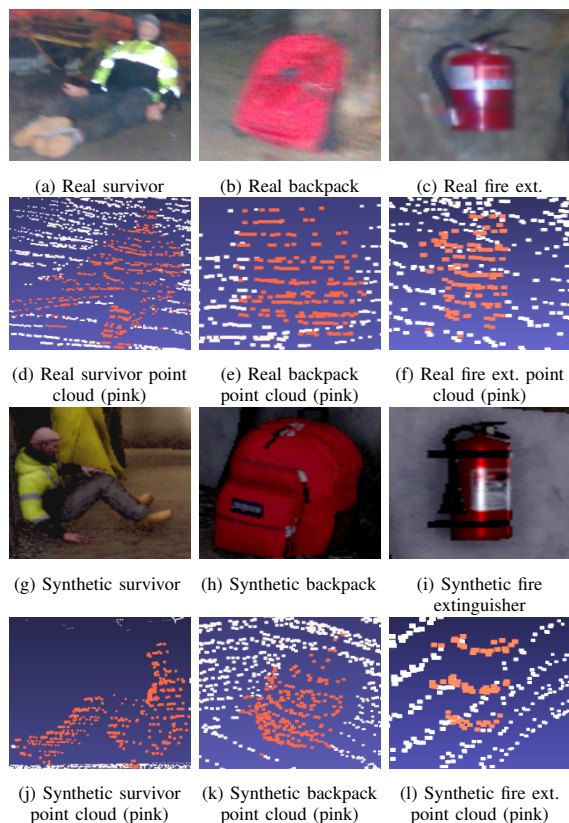 (a) Real survivor
(b) Real backpack
(c) Real fire ext.
(d) Real survivor point
cloud (pink)
(e) Real backpack
point cloud (pink)
(f) Real fire ext. point
cloud (pink)
(g) Synthetic survivor
(h) Synthetic backpack
(i) Synthetic fire
extinguisher
(j) Synthetic survivor
point cloud (pink)
(k) Synthetic backpack
point cloud (pink)
(l) Synthetic fire ext.
point cloud (pink)